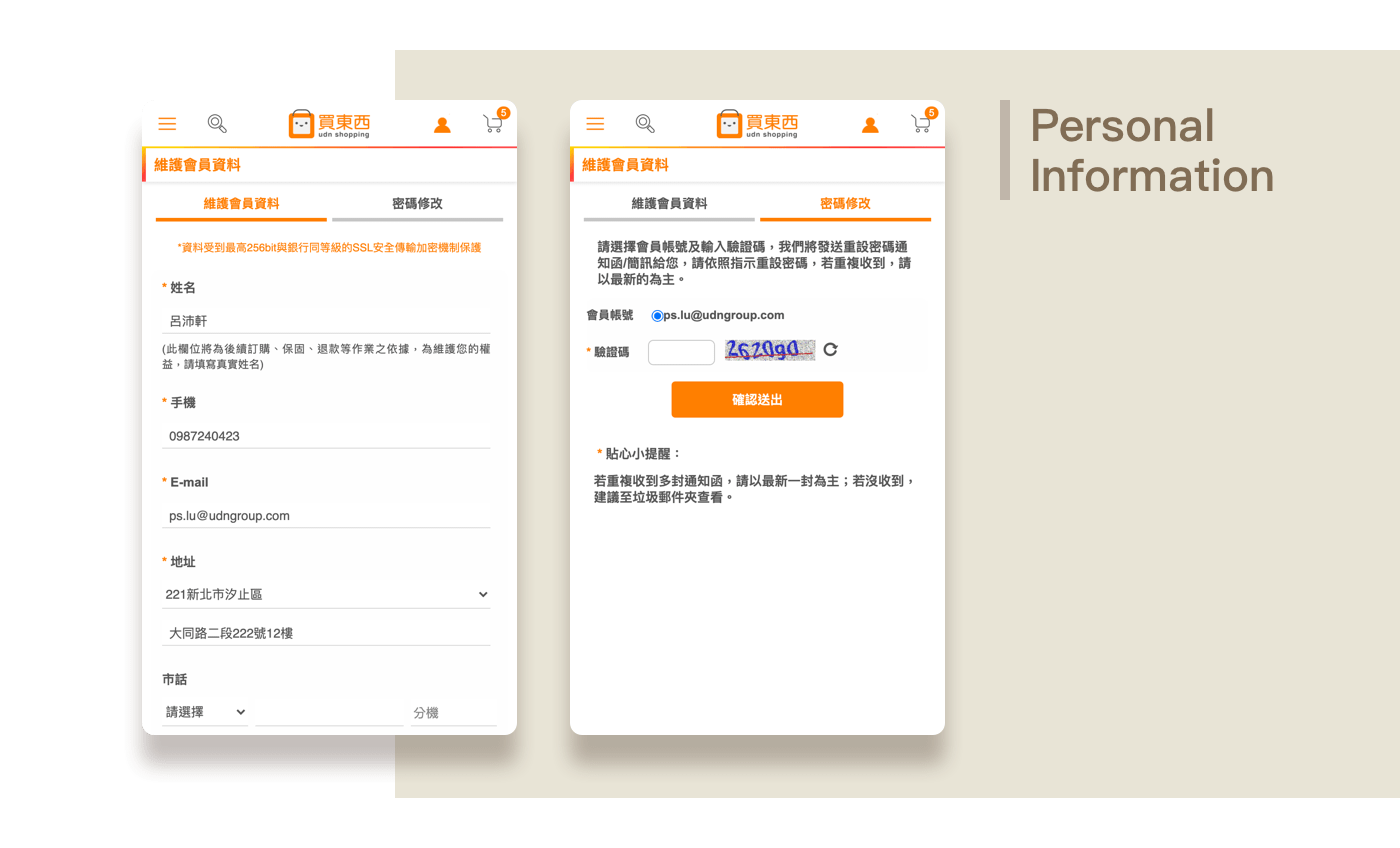 5
買東西
udn shopping
維護會員資料
維護會員資料 密碼修改
*資料受到最高256bit與銀行同等級的SSL安全傳輸加密機制保護
* 姓名
呂沛軒
(此欄位將為後續訂購、保固、退款等作業之依據，為維護您的權
益，請填寫真實姓名)
* 手機
0987240423
* E-mail
ps.lu@udngroup.com
* 地址
221新北市汐止區
大同路二段222號12樓
市話
請選擇 分機
5
買東西
udn shopping
維護會員資料
維護會員資料 密碼修改
請選擇會員帳號及輸入驗證碼，我們將發送重設密碼通
知函/簡訊給您，請依照指示重設密碼，若重複收到，請
以最新的為主。
會員帳號 ps.lu@udngroup.com
* 驗證碼 2620ga
確認送出
* 貼心小提醒：
若重複收到多封通知函，請以最新一封為主；若沒收到，
建議至垃圾郵件夾查看。
Personal
Information